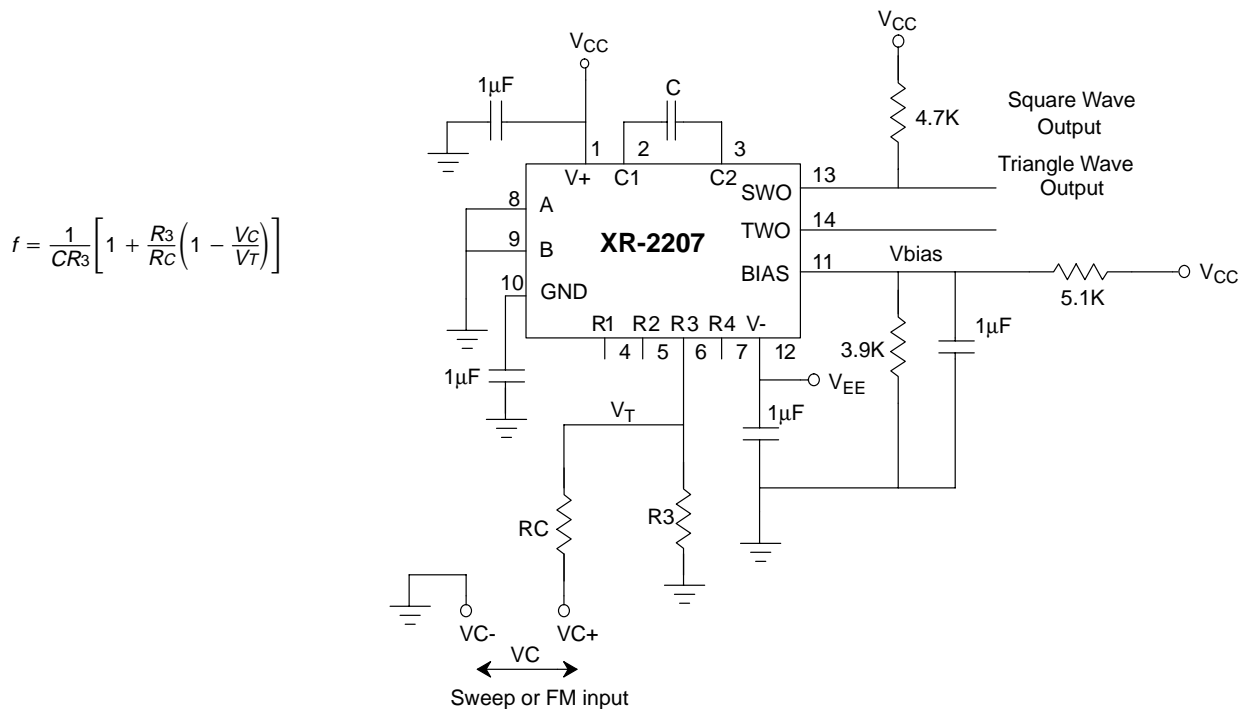 f = 1/CR3 [1 + R3/RC (1 − VC/VT)]
VCC
1µF
C
1
2
3
V+
C1
C2
VCC
4.7K
Square Wave
Output
Triangle Wave
Output
8
A
9
B
10
GND
XR-2207
SWO
13
TWO
14
BIAS
11
Vbias
5.1K
VCC
R1
R2
R3
R4
V-
4
5
6
7
12
1µF
3.9K
1µF
VEE
1µF
VT
RC
R3
VC-
VC+
VC
Sweep or FM input